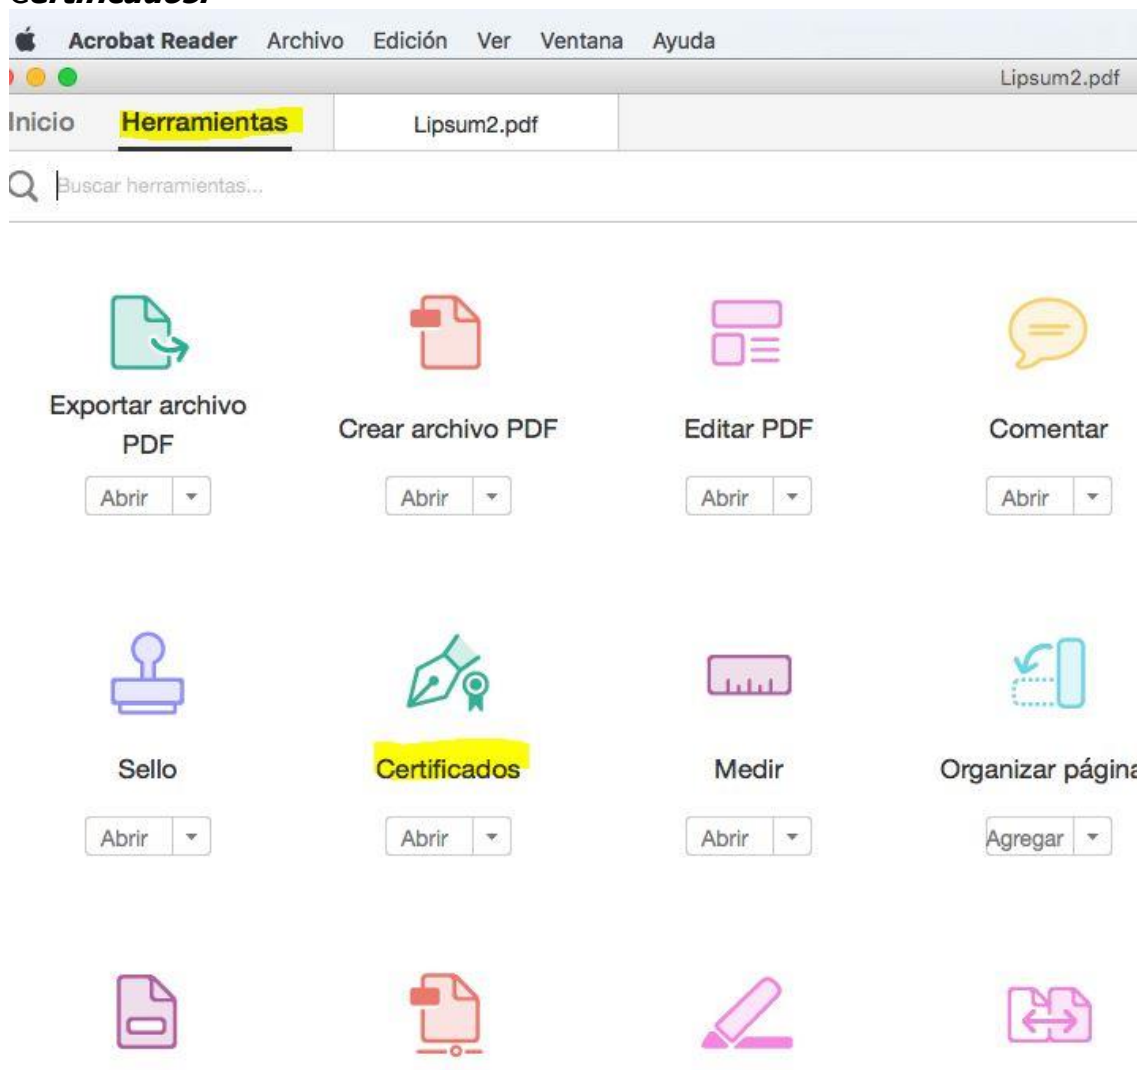 Certificados.
Acrobat Reader Archivo Edición Ver Ventana Ayuda
Lipsum2.pdf
Inicio Herramientas Lipsum2.pdf
Buscar herramientas...
Exportar archivo PDF
Crear archivo PDF
Editar PDF
Comentar
Abrir Abrir Abrir Abrir
Sello Certificados Medir Organizar página
Abrir Abrir Abrir Agregar